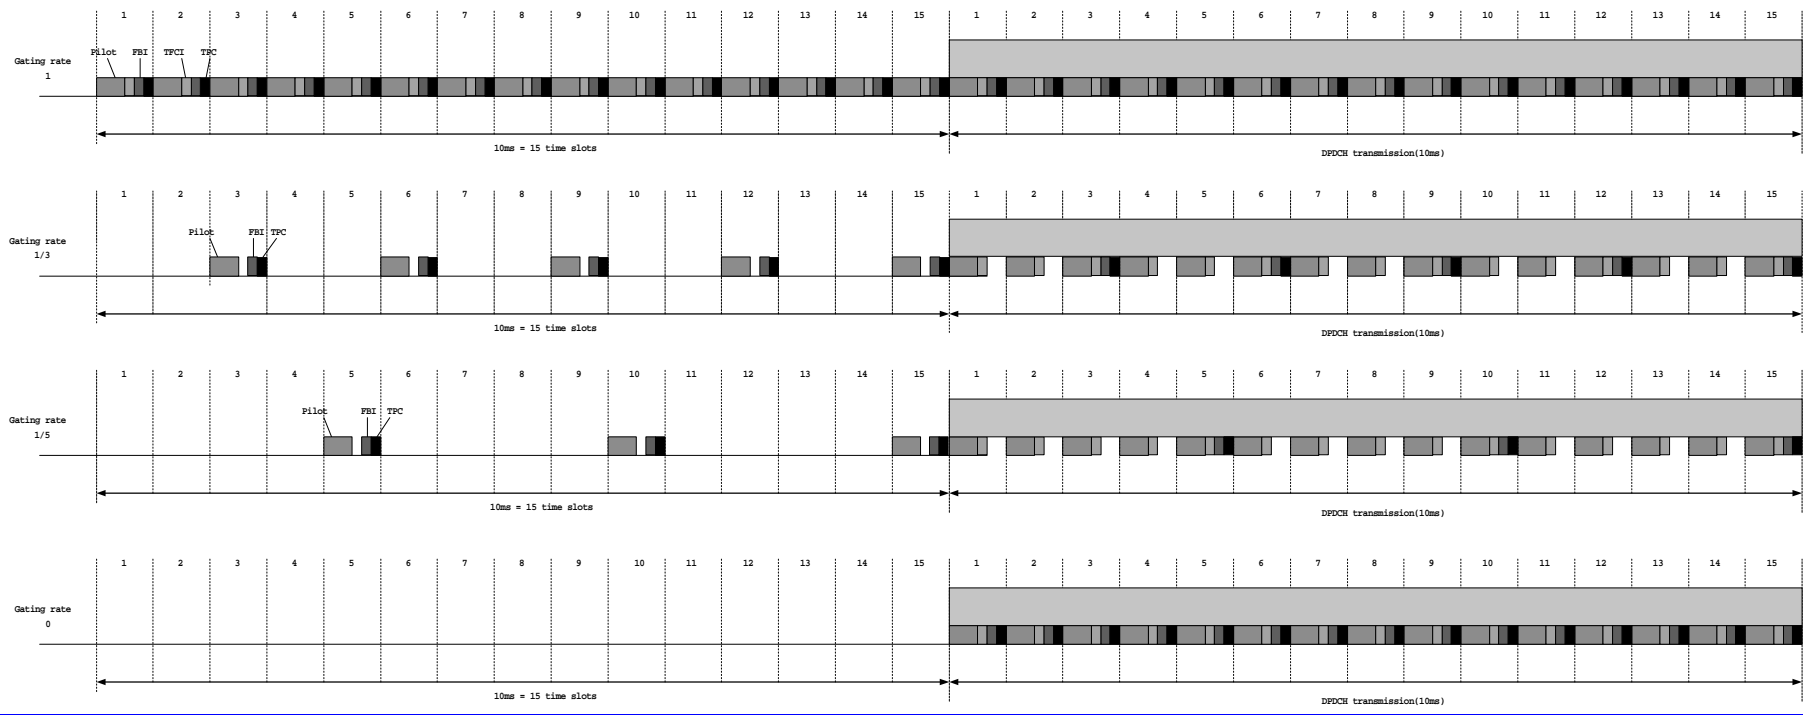 1 2 3 4 5 6 7 8 9 10 11 12 13 14 15 1 2 3 4 5 6 7 8 9 10 11 12 13 14 15
Pilot FBI TFCI TPC
Gating rate
1
10ms = 15 time slots
DPDCH transmission(10ms)
1 2 3 4 5 6 7 8 9 10 11 12 13 14 15 1 2 3 4 5 6 7 8 9 10 11 12 13 14 15
Pilot FBI TPC
Gating rate
1/3
10ms = 15 time slots
DPDCH transmission(10ms)
1 2 3 4 5 6 7 8 9 10 11 12 13 14 15 1 2 3 4 5 6 7 8 9 10 11 12 13 14 15
Pilot FBI TPC
Gating rate
1/5
10ms = 15 time slots
DPDCH transmission(10ms)
1 2 3 4 5 6 7 8 9 10 11 12 13 14 15 1 2 3 4 5 6 7 8 9 10 11 12 13 14 15
Gating rate
0
10ms = 15 time slots
DPDCH transmission(10ms)